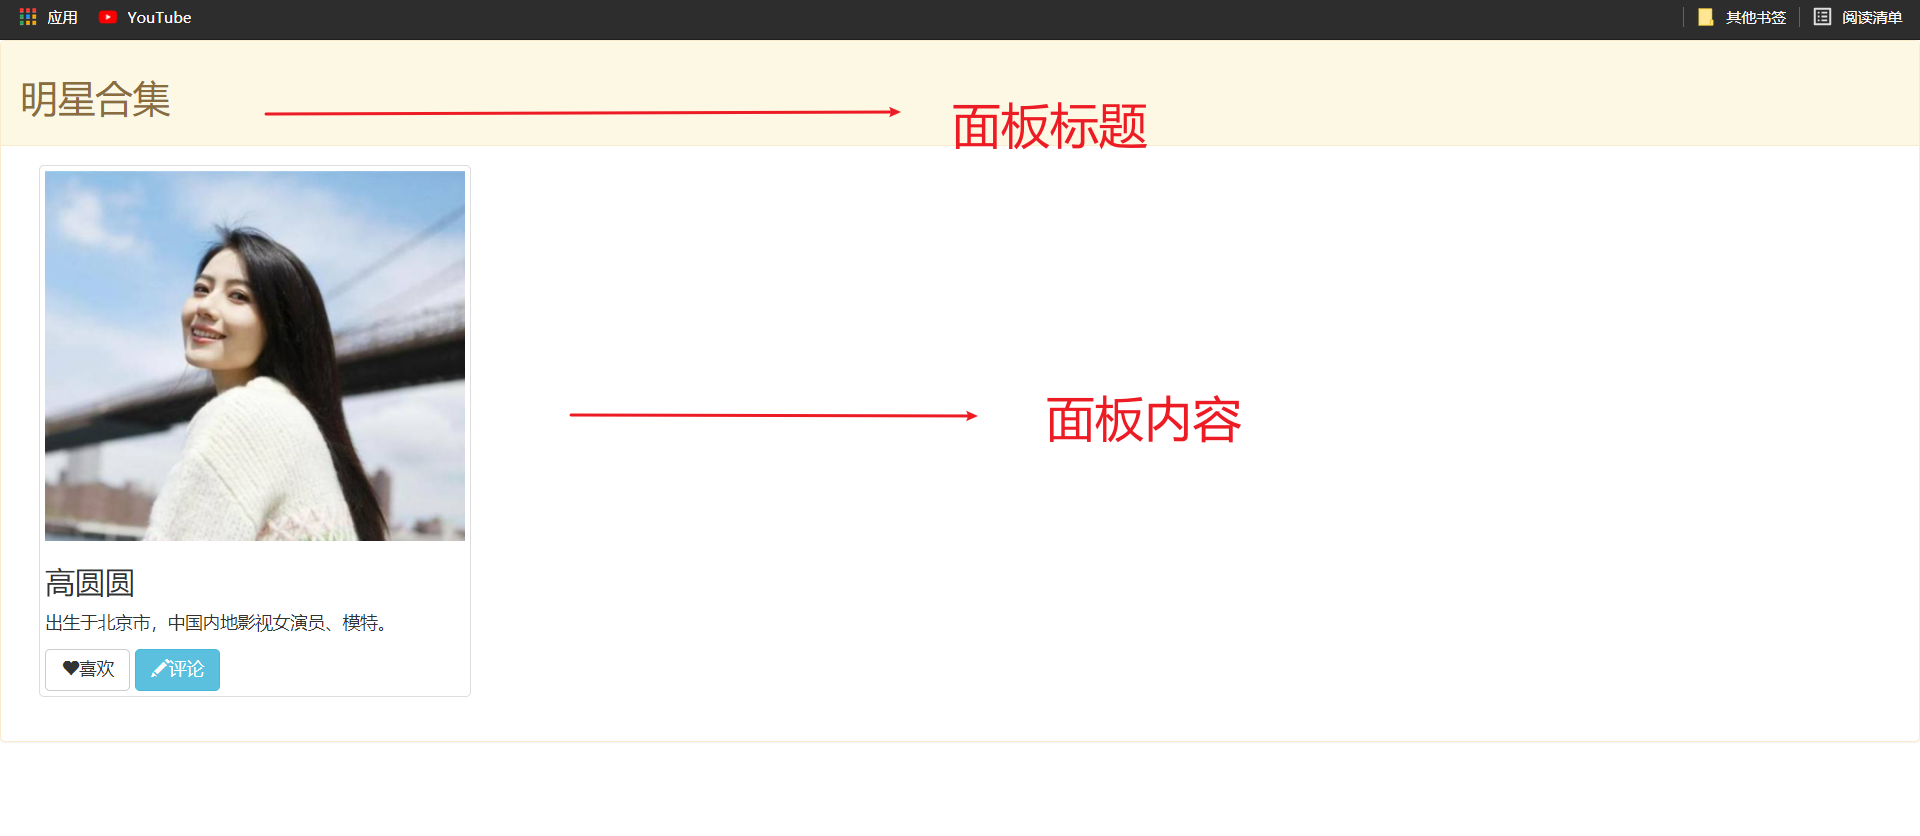 应用 YouTube 其他书签 阅读清单
明星合集
面板标题
面板内容
高圆圆
出生于北京市，中国内地影视女演员、模特。
喜欢 评论